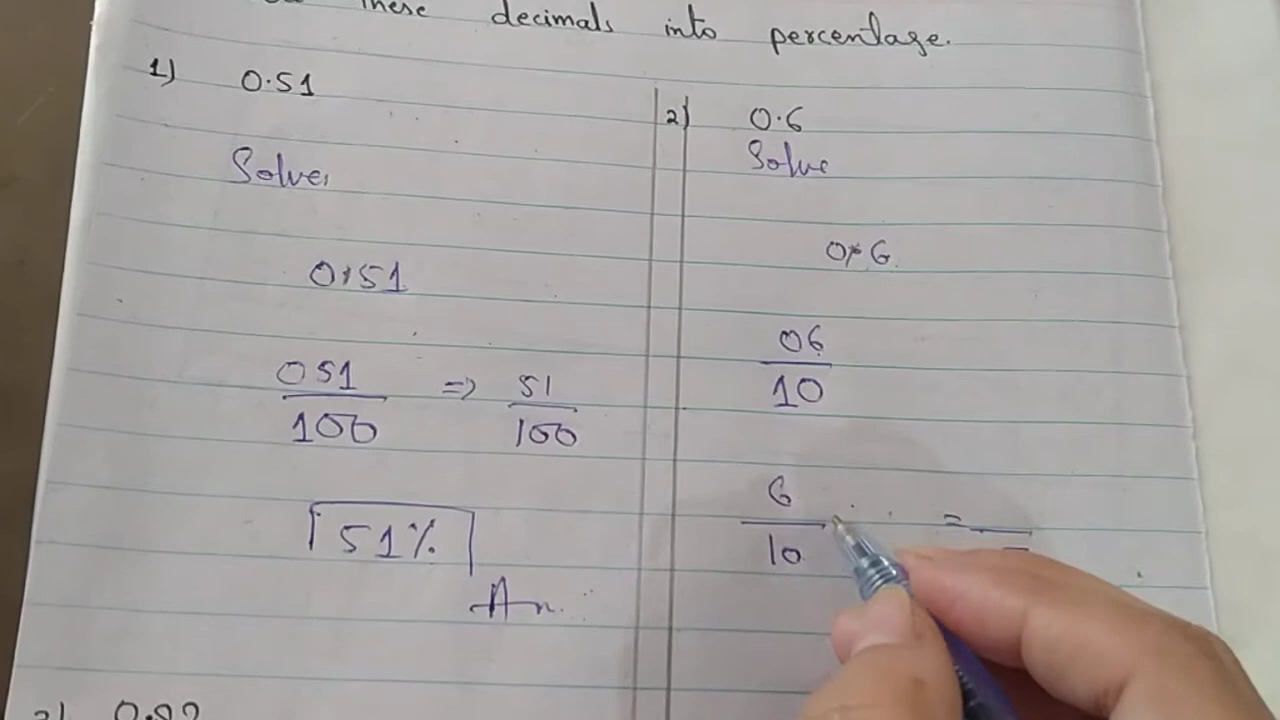 these decimals into percentage.
1) 0.51
Solve,
0.51
051/100 => 51/100
51%
An.
2) 0.6
Solve
0.6
06/10
6/10 =